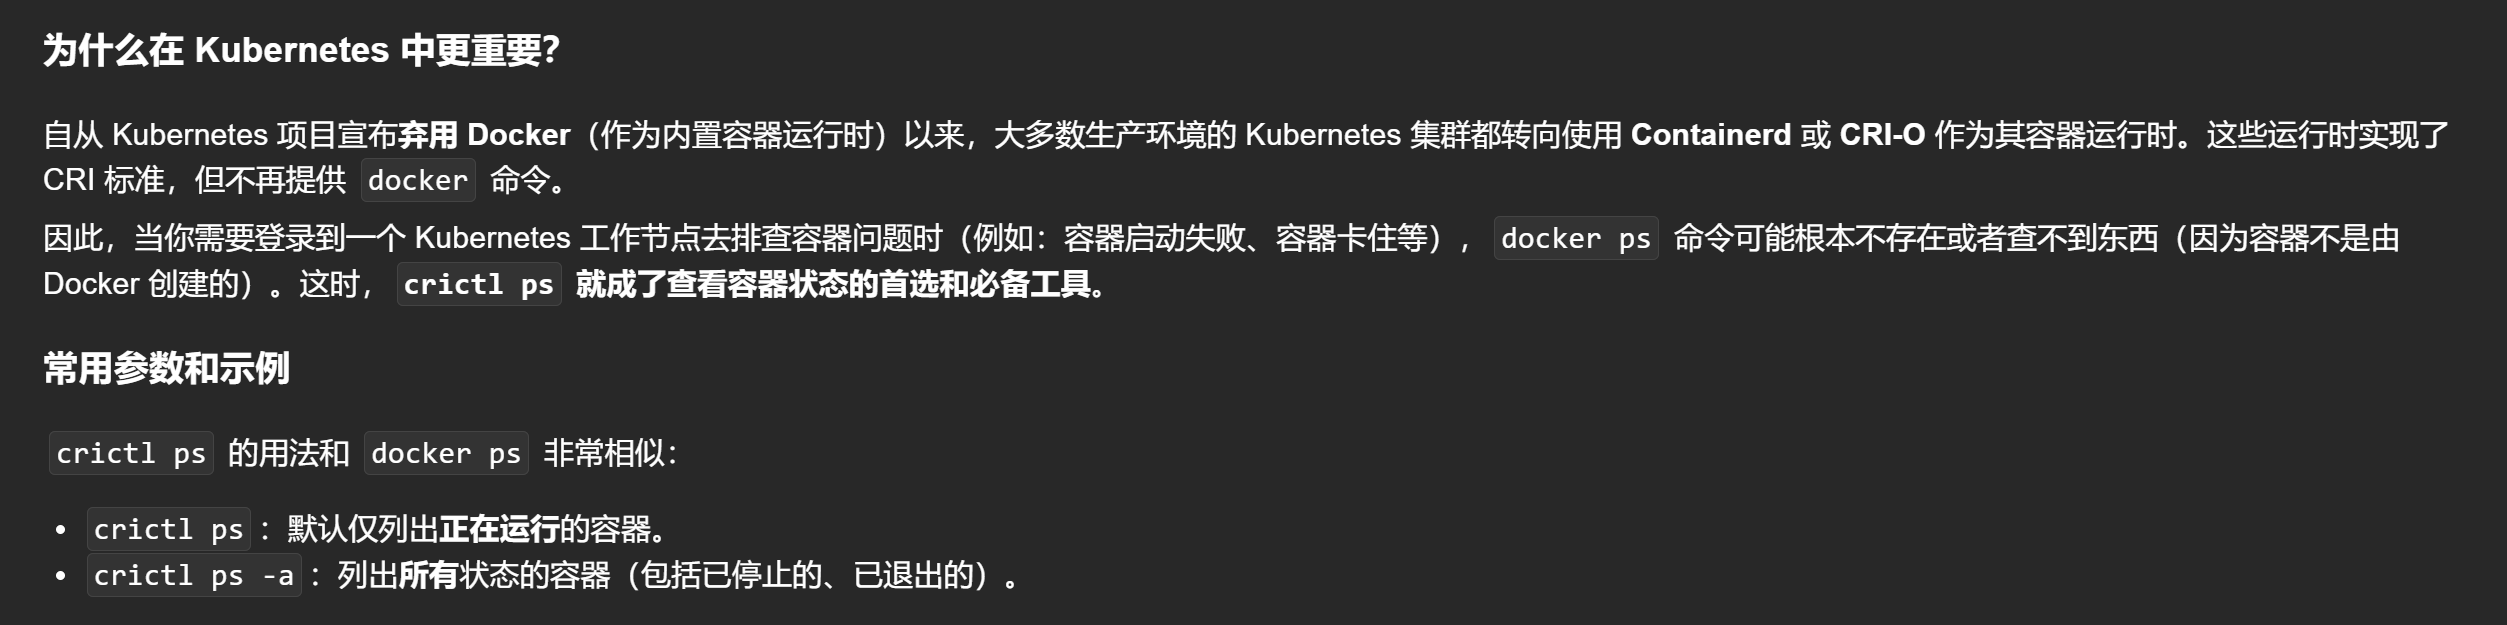 为什么在 Kubernetes 中更重要？
自从 Kubernetes 项目宣布弃用 Docker（作为内置容器运行时）以来，大多数生产环境的 Kubernetes 集群都转向使用 Containerd 或 CRI-O 作为其容器运行时。这些运行时实现了
CRI 标准，但不再提供 docker 命令。
因此，当你需要登录到一个 Kubernetes 工作节点去排查容器问题时（例如：容器启动失败、容器卡住等），docker ps 命令可能根本不存在或者查不到东西（因为容器不是由
Docker 创建的）。这时，crictl ps 就成了查看容器状态的首选和必备工具。
常用参数和示例
crictl ps 的用法和 docker ps 非常相似：
• crictl ps：默认仅列出正在运行的容器。
• crictl ps -a：列出所有状态的容器（包括已停止的、已退出的）。